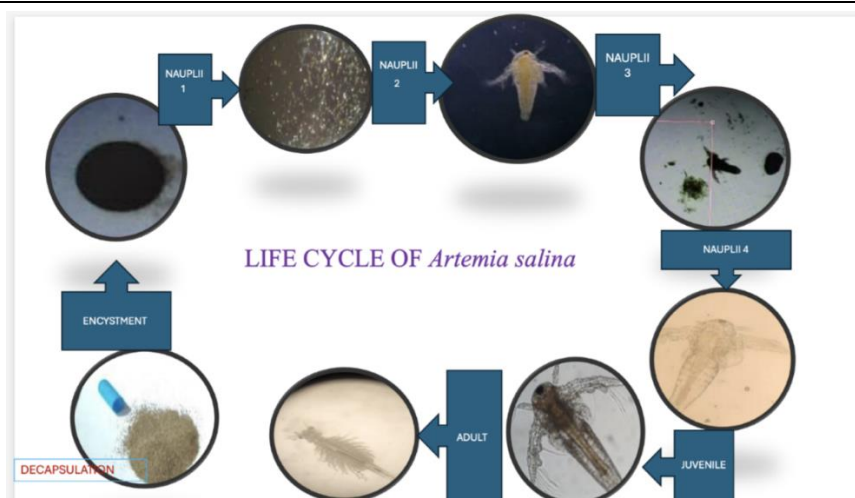 NAUPLII
1
NAUPLII
2
NAUPLII
3
LIFE CYCLE OF Artemia salina
NAUPLII 4
ENCYSTMENT
ADULT
JUVENILE
DECAPSULATION